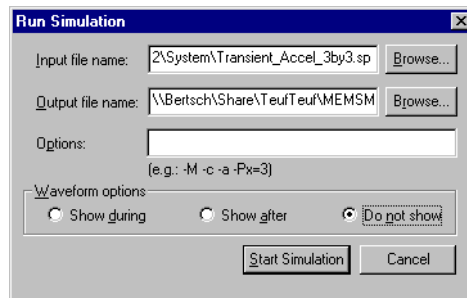 Run Simulation
Input file name: 2\System\Transient_Accel_3by3.sp Browse...
Output file name: \\Bertsch\Share\TeufTeuf\MEMSM Browse...
Options:
(e.g.: -M -c -a -Px=3)
Waveform options
Show during Show after Do not show
Start Simulation Cancel